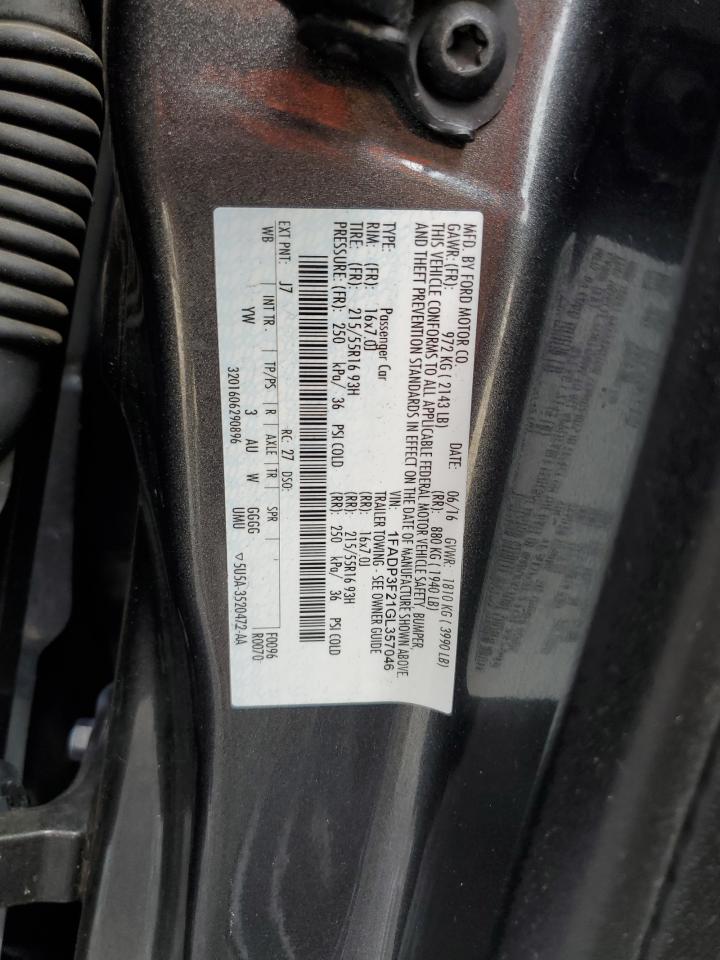 MFD. BY FORD MOTOR CO.
DATE: 06/16 GVWR: 1810 KG ( 3990 LB)
GAWR: (FR): 972 KG ( 2143 LB) (RR): 880 KG ( 1940 LB)
THIS VEHICLE CONFORMS TO ALL APPLICABLE FEDERAL MOTOR VEHICLE SAFETY, BUMPER,
AND THEFT PREVENTION STANDARDS IN EFFECT ON THE DATE OF MANUFACTURE SHOWN ABOVE.
VIN: 1FADP3F21GL357046
TYPE: Passenger Car TRAILER TOWING - SEE OWNER GUIDE
RIM: (FR): 16x7.0J (RR): 16x7.0J
TIRE: (FR): 215/55R16 93H (RR): 215/55R16 93H
PRESSURE (FR): 250 kPa/ 36 PSI COLD (RR): 250 kPa/ 36 PSI COLD
EXT PNT: J7 RC: 27 DSO:
WB INT TR. TP/PS R AXLE TR SPR F0096
YW 3 AU W GGGG UMU R0070
3201606290896 ▽5U5A-3520472-AA